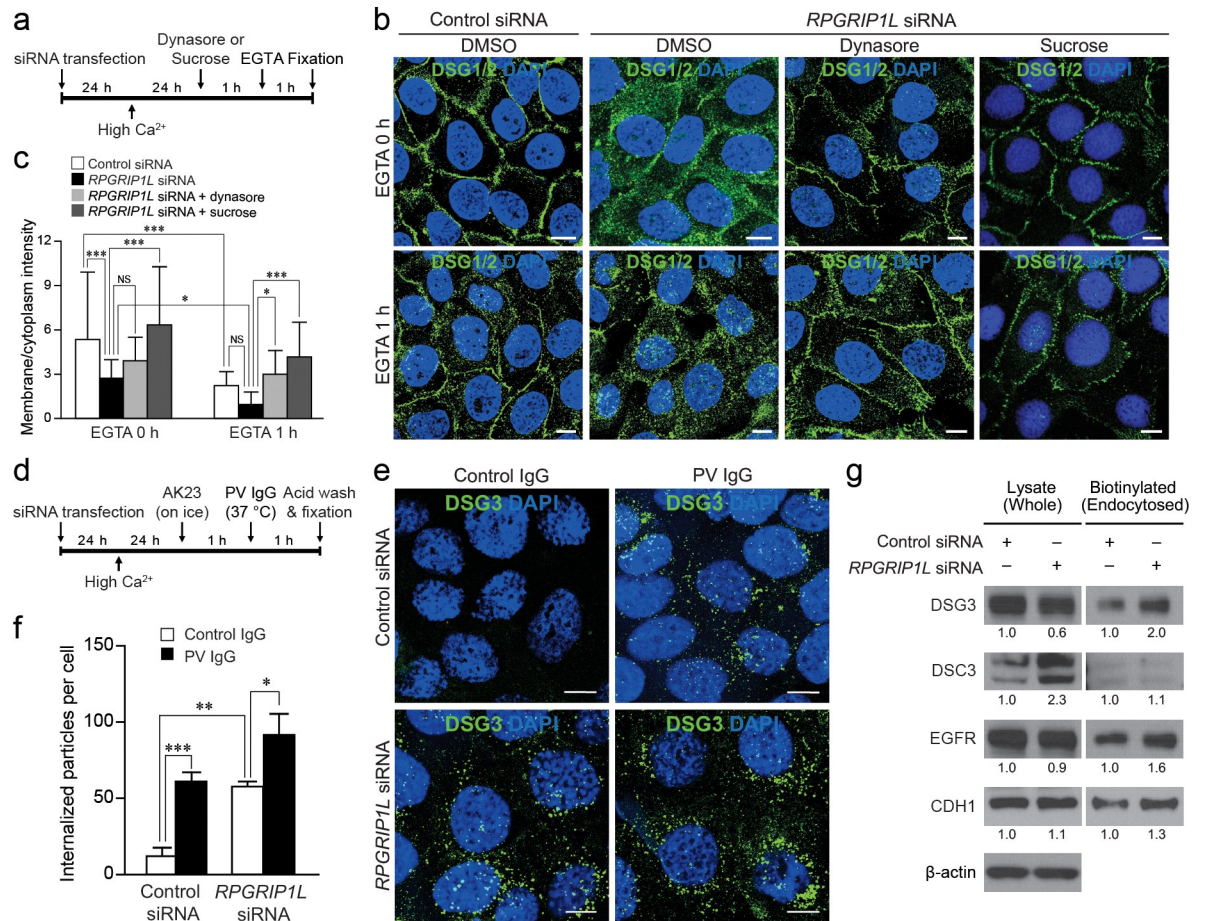 a
Dynasore or
siRNA transfection Sucrose EGTA Fixation
24 h 24 h 1 h 1 h
High Ca²⁺
b
Control siRNA RPGRIP1L siRNA
DMSO DMSO Dynasore Sucrose
DSG1/2 DAPI DSG1/2 DAPI DSG1/2 DAPI DSG1/2 DAPI
EGTA 0 h
DSG1/2 DAPI DSG1/2 DAPI DSG1/2 DAPI DSG1/2 DAPI
EGTA 1 h
c
Control siRNA
RPGRIP1L siRNA
RPGRIP1L siRNA + dynasore
RPGRIP1L siRNA + sucrose
Membrane/cytoplasm intensity
12
9
6
3
0
***
*** ***
NS
*
***
*
NS
EGTA 0 h EGTA 1 h
d
AK23 PV IgG Acid wash
siRNA transfection (on ice) (37 °C) & fixation
24 h 24 h 1 h 1 h
High Ca²⁺
e
Control IgG PV IgG
DSG3 DAPI DSG3 DAPI
Control siRNA
DSG3 DAPI DSG3 DAPI
RPGRIP1L siRNA
f
Control IgG
PV IgG
Internalized particles per cell
150
100
50
0
**
***
*
Control RPGRIP1L
siRNA siRNA
g
Lysate Biotinylated
(Whole) (Endocytosed)
Control siRNA + – + –
RPGRIP1L siRNA – + – +
DSG3
1.0 0.6 1.0 2.0
DSC3
1.0 2.3 1.0 1.1
EGFR
1.0 0.9 1.0 1.6
CDH1
1.0 1.1 1.0 1.3
β-actin